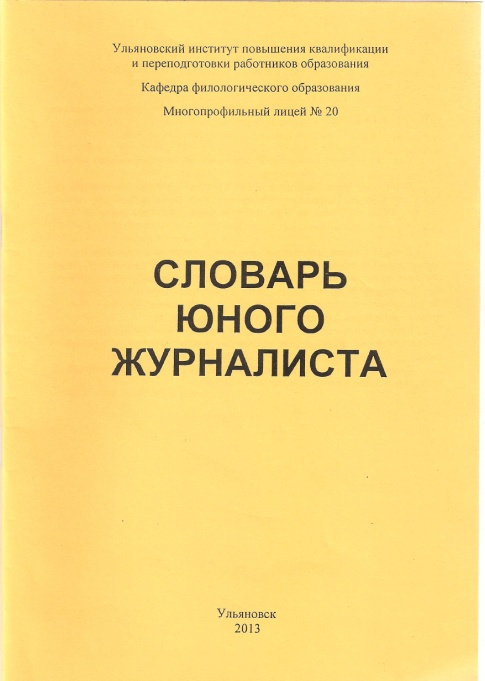 Ульяновский институт повышения квалификации
и переподготовки работников образования
Кафедра филологического образования
Многопрофильный лицей № 20
СЛОВАРЬ
ЮНОГО
ЖУРНАЛИСТА
Ульяновск
2013